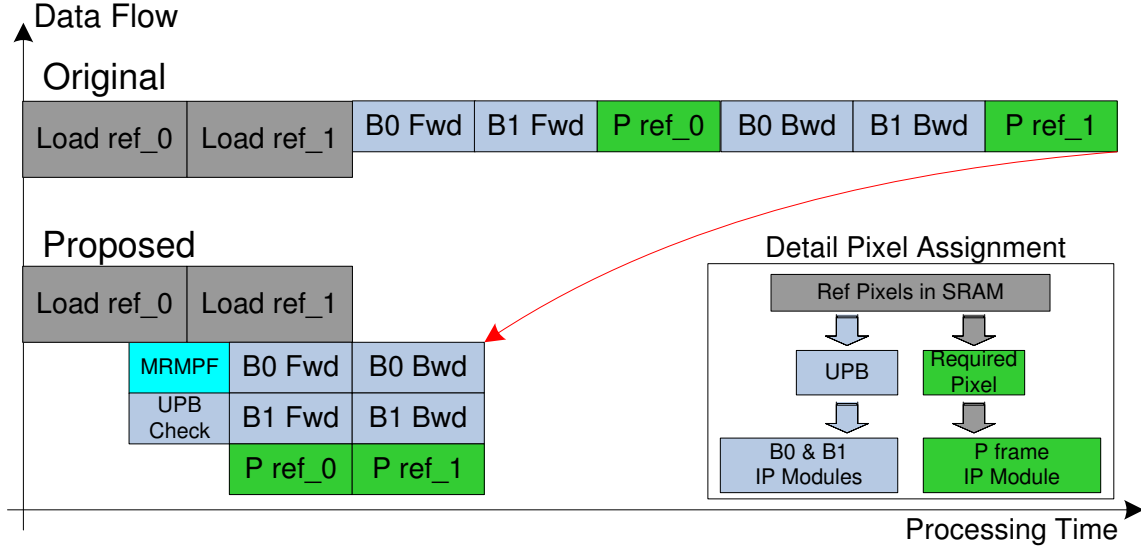 Data Flow
Original
Load ref_0 Load ref_1 B0 Fwd B1 Fwd P ref_0 B0 Bwd B1 Bwd P ref_1
Proposed
Load ref_0 Load ref_1
MRMPF B0 Fwd B0 Bwd
UPB
Check
B1 Fwd B1 Bwd
P ref_0 P ref_1
Detail Pixel Assignment
Ref Pixels in SRAM
UPB
Required
Pixel
B0 & B1
IP Modules
P frame
IP Module
Processing Time